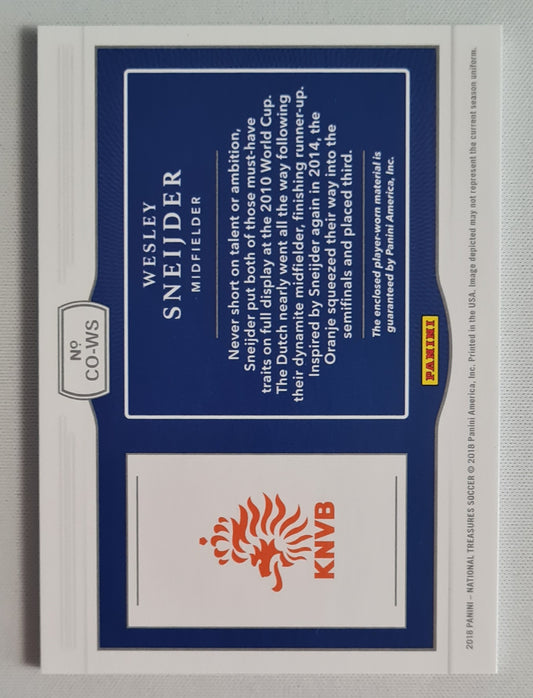 Nº
CO-WS
WESLEY
SNEIJDER
MIDFIELDER
Never short on talent or ambition,
Sneijder put both of those must-have
traits on full display at the 2010 World Cup.
The Dutch nearly went all the way following
their dynamite midfielder, finishing runner-up.
Inspired by Sneijder again in 2014, the
Oranje squeezed their way into the
semifinals and placed third.
The enclosed player-worn material is
guaranteed by Panini America, Inc.
KNVB
PANINI
2018 PANINI – NATIONAL TREASURES SOCCER © 2018 Panini America, Inc. Printed in the USA. Image depicted may not represent the current season uniform.